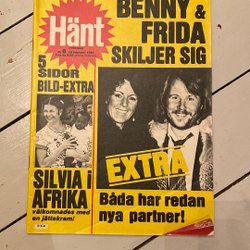 Hänt
BENNY &
FRIDA
SKILJER SIG
5
SIDOR
BILD-EXTRA
EXTRA
SILVIA i
AFRIKA
välkomnades med
en jättekram!
Båda har redan
nya partner!